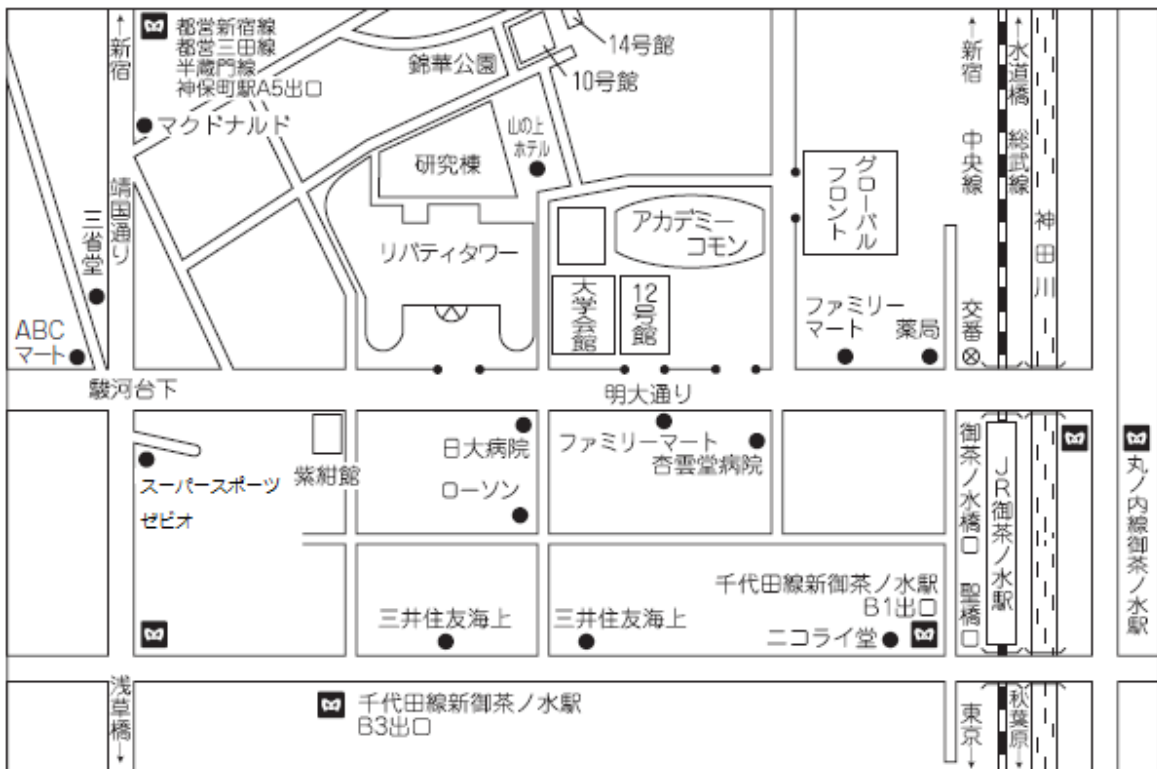 ←新宿
都営新宿線
都営三田線
半蔵門線
神保町駅A5出口
マクドナルド
錦華公園
14号館
10号館
山の上
ホテル
研究棟
リバティタワー
アカデミー
コモン
グローバル
フロント
←新宿
中央線
←水道橋
総武線
神田川
靖国通り
三省堂
ABC
マート
大学会館
12号館
ファミリー
マート
薬局
交番
駿河台下
明大通り
スーパースポーツ
ゼビオ
紫紺館
日大病院
ローソン
ファミリーマート
杏雲堂病院
御茶ノ水橋口
聖橋口
JR御茶ノ水駅
丸ノ内線御茶ノ水駅
三井住友海上
三井住友海上
千代田線新御茶ノ水駅
B1出口
ニコライ堂
浅草橋→
千代田線新御茶ノ水駅
B3出口
東京→
秋葉原→